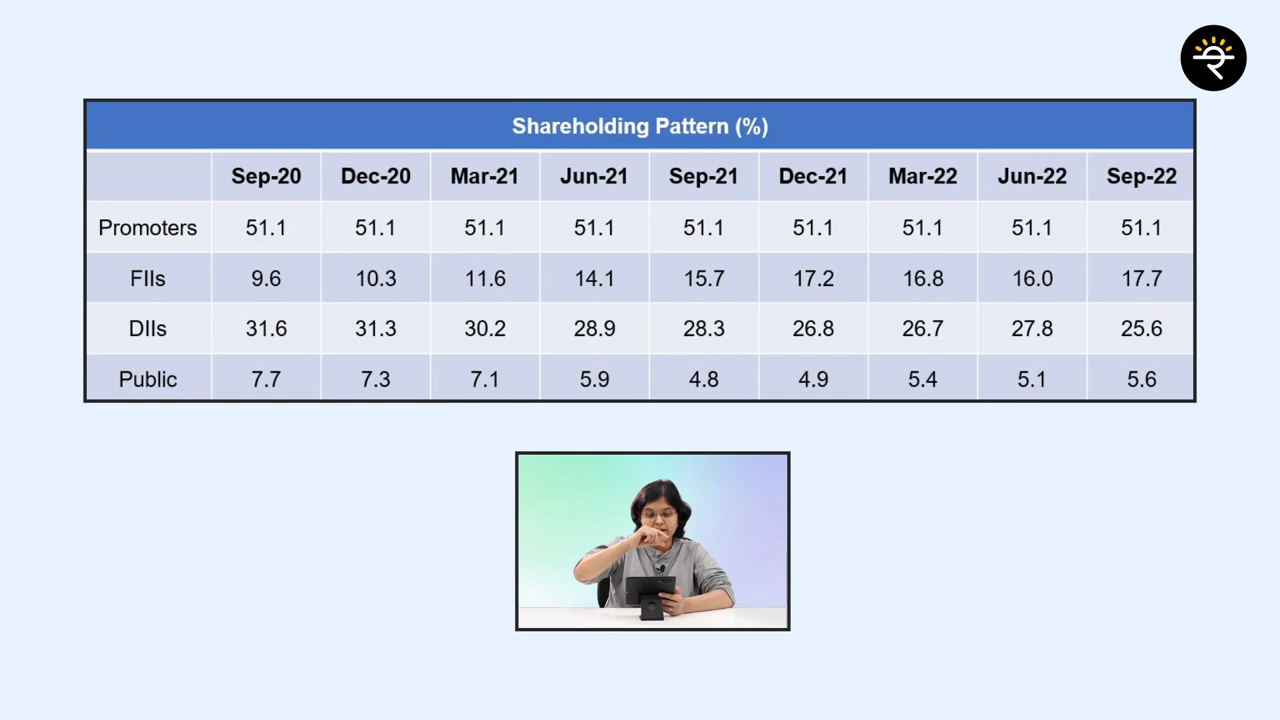 Shareholding Pattern (%)
Sep-20 Dec-20 Mar-21 Jun-21 Sep-21 Dec-21 Mar-22 Jun-22 Sep-22
Promoters 51.1 51.1 51.1 51.1 51.1 51.1 51.1 51.1 51.1
FIIs 9.6 10.3 11.6 14.1 15.7 17.2 16.8 16.0 17.7
DIIs 31.6 31.3 30.2 28.9 28.3 26.8 26.7 27.8 25.6
Public 7.7 7.3 7.1 5.9 4.8 4.9 5.4 5.1 5.6